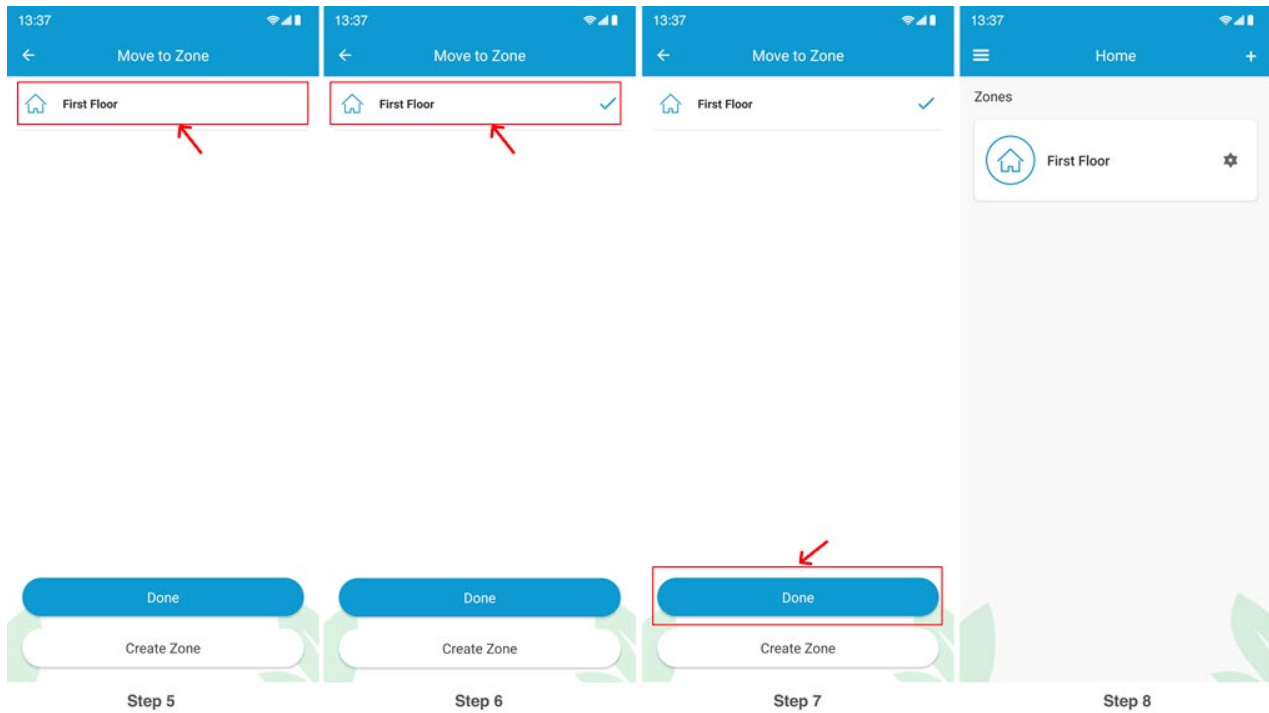 13:37
Move to Zone
First Floor
Done
Create Zone
Step 5
13:37
Move to Zone
First Floor
Done
Create Zone
Step 6
13:37
Move to Zone
First Floor
Done
Create Zone
Step 7
13:37
Home
Zones
First Floor
Step 8